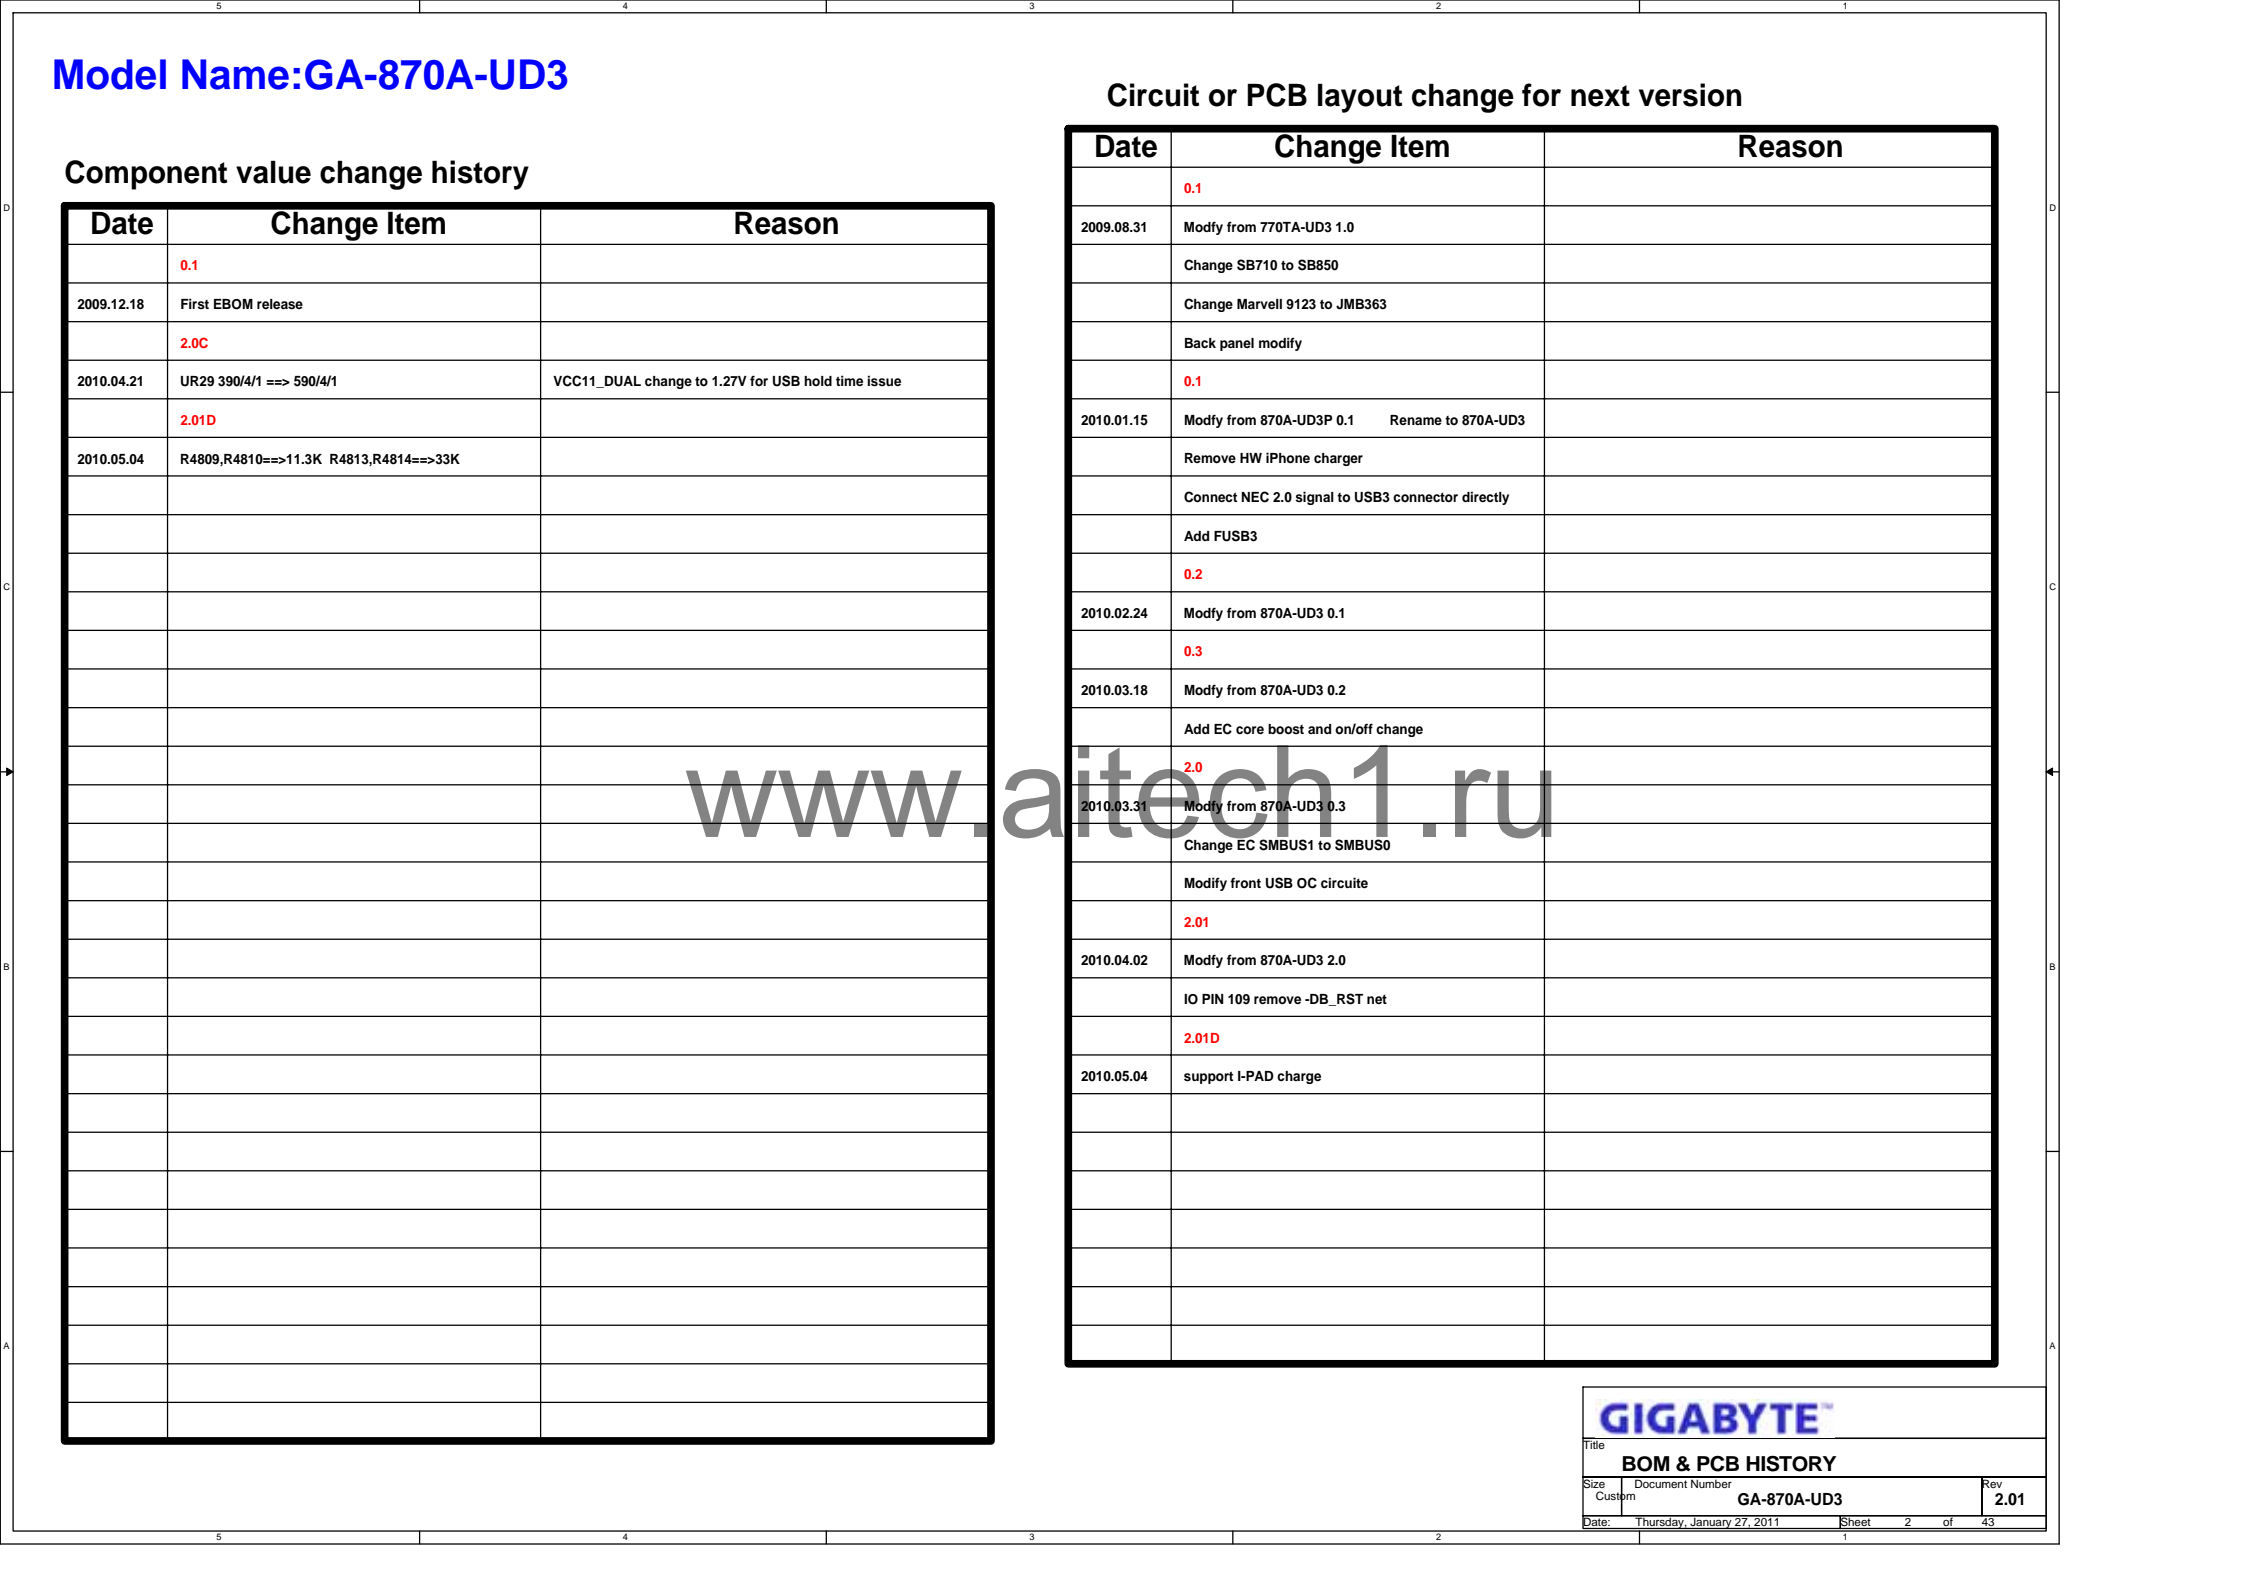 5 4 3 2 1
Model Name:GA-870A-UD3
Component value change history
Date Change Item Reason
0.1
2009.12.18 First EBOM release
2.0C
2010.04.21 UR29 390/4/1 ==> 590/4/1 VCC11_DUAL change to 1.27V for USB hold time issue
2.01D
2010.05.04 R4809,R4810==>11.3K R4813,R4814==>33K
Circuit or PCB layout change for next version
Date Change Item Reason
0.1
2009.08.31 Modfy from 770TA-UD3 1.0
Change SB710 to SB850
Change Marvell 9123 to JMB363
Back panel modify
0.1
2010.01.15 Modfy from 870A-UD3P 0.1 Rename to 870A-UD3
Remove HW iPhone charger
Connect NEC 2.0 signal to USB3 connector directly
Add FUSB3
0.2
2010.02.24 Modfy from 870A-UD3 0.1
0.3
2010.03.18 Modfy from 870A-UD3 0.2
Add EC core boost and on/off change
2.0
2010.03.31 Modfy from 870A-UD3 0.3
Change EC SMBUS1 to SMBUS0
Modify front USB OC circuite
2.01
2010.04.02 Modfy from 870A-UD3 2.0
IO PIN 109 remove -DB_RST net
2.01D
2010.05.04 support I-PAD charge
www.aitech1.ru
D D
C C
B B
A A
GIGABYTE™
Title
BOM & PCB HISTORY
Size Document Number Rev
Custom GA-870A-UD3 2.01
Date: Thursday, January 27, 2011 Sheet 2 of 43
5 4 3 2 1